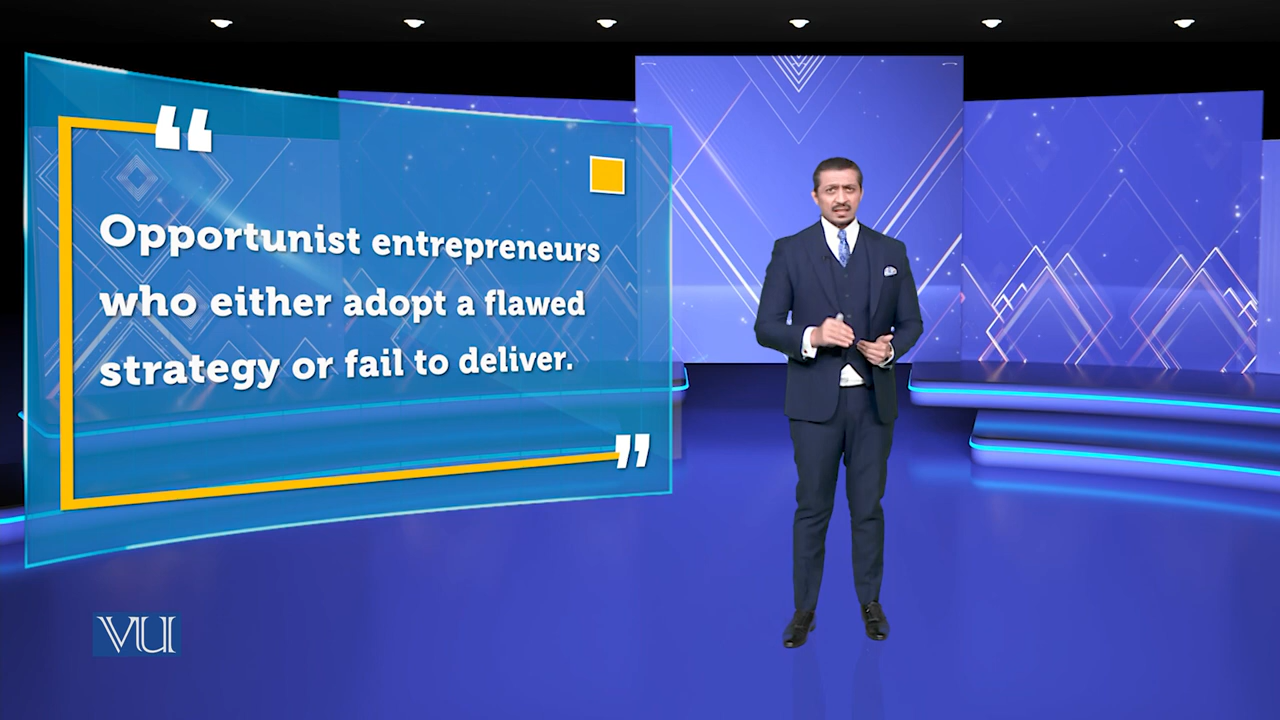 “
Opportunist entrepreneurs
who either adopt a flawed
strategy or fail to deliver.
”
VU